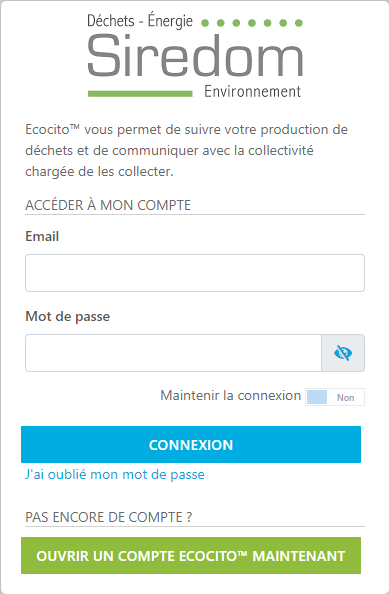 Déchets - Énergie
Siredom
Environnement
Ecocito™ vous permet de suivre votre production de
déchets et de communiquer avec la collectivité
chargée de les collecter.
ACCÉDER À MON COMPTE
Email
Mot de passe
Maintenir la connexion Non
CONNEXION
J'ai oublié mon mot de passe
PAS ENCORE DE COMPTE ?
OUVRIR UN COMPTE ECOCITO™ MAINTENANT